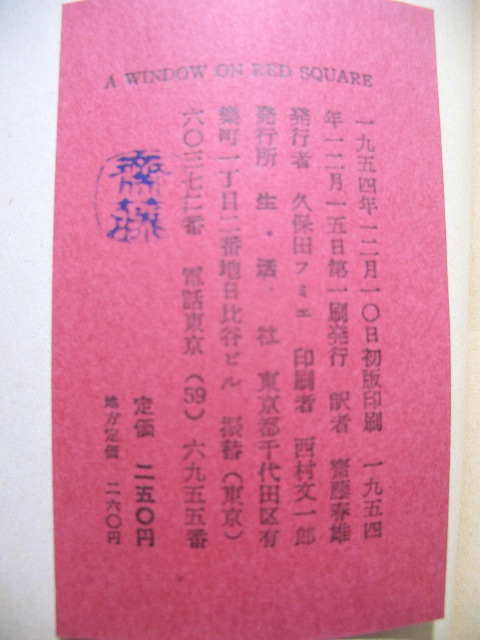 A WINDOW ON RED SQUARE
一九五四年一二月一〇日初版印刷　一九五四
年一二月一五日第一刷発行　訳者　齋藤春雄
発行者　久保田フミエ　印刷者　西村文一郎
発行所　生・活・社　東京都千代田区有
樂町一丁目二番地日比谷ビル　振替(東京)
六〇三七二番　電話東京(59)六九五五番
定価　二五〇円
地方定価　二六〇円
齋藤